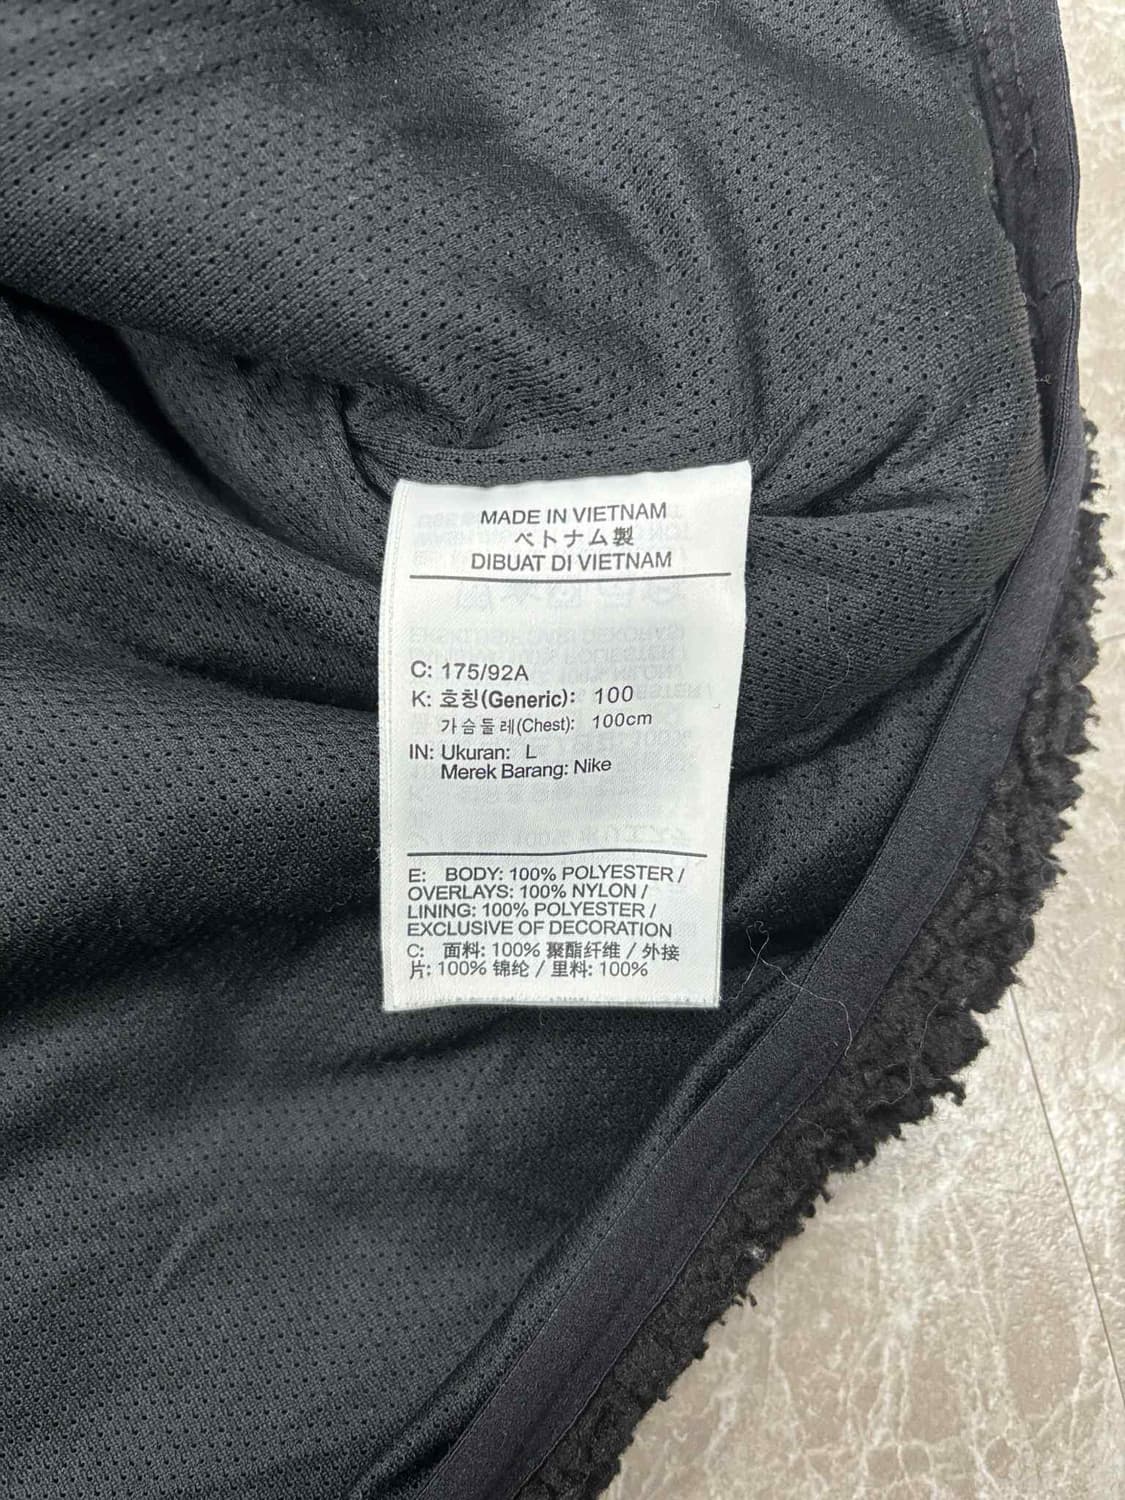 MADE IN VIETNAM
ベトナム製
DIBUAT DI VIETNAM
C: 175/92A
K: 호칭(Generic): 100
가슴둘레(Chest): 100cm
IN: Ukuran: L
Merek Barang: Nike
E: BODY: 100% POLYESTER /
OVERLAYS: 100% NYLON /
LINING: 100% POLYESTER /
EXCLUSIVE OF DECORATION
C: 面料: 100% 聚酯纤维 / 外接
片: 100% 锦纶 / 里料: 100%